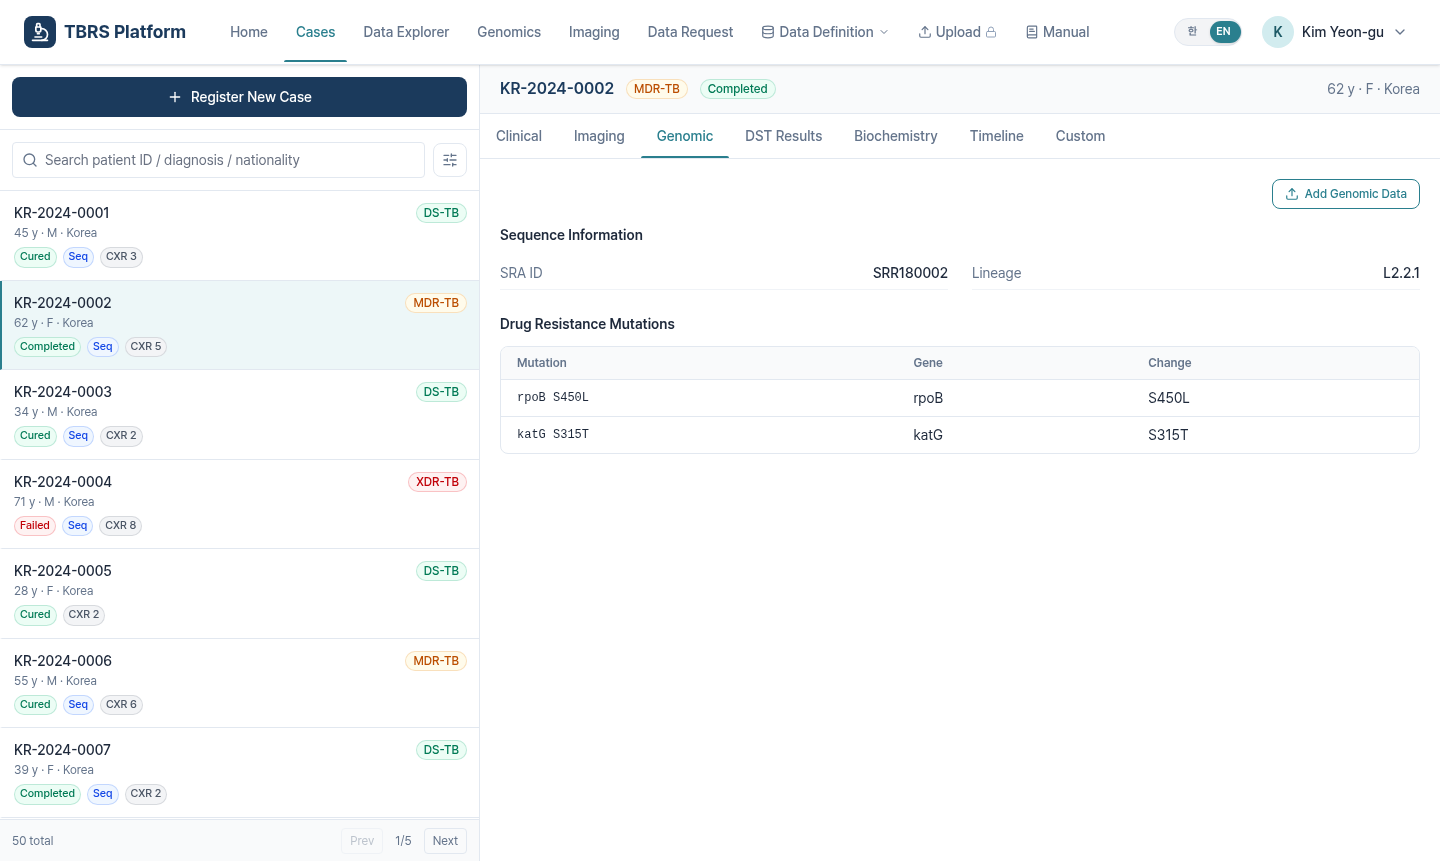 TBRS Platform
Home
Cases
Data Explorer
Genomics
Imaging
Data Request
Data Definition
Upload
Manual
한
EN
K
Kim Yeon-gu
Register New Case
Search patient ID / diagnosis / nationality
KR-2024-0001
DS-TB
45 y · M · Korea
Cured
Seq
CXR 3
KR-2024-0002
MDR-TB
62 y · F · Korea
Completed
Seq
CXR 5
KR-2024-0003
DS-TB
34 y · M · Korea
Cured
Seq
CXR 2
KR-2024-0004
XDR-TB
71 y · M · Korea
Failed
Seq
CXR 8
KR-2024-0005
DS-TB
28 y · F · Korea
Cured
CXR 2
KR-2024-0006
MDR-TB
55 y · M · Korea
Cured
Seq
CXR 6
KR-2024-0007
DS-TB
39 y · F · Korea
Completed
Seq
CXR 2
50 total
Prev
1/5
Next
KR-2024-0002
MDR-TB
Completed
62 y · F · Korea
Clinical
Imaging
Genomic
DST Results
Biochemistry
Timeline
Custom
Add Genomic Data
Sequence Information
SRA ID
SRR180002
Lineage
L2.2.1
Drug Resistance Mutations
Mutation
Gene
Change
rpoB S450L
rpoB
S450L
katG S315T
katG
S315T